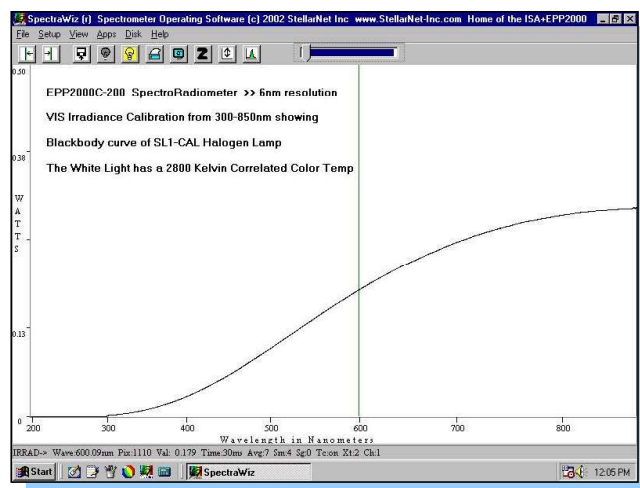 SpectraWiz (r) Spectrometer Operating Software (c) 2002 StellarNet Inc www.StellarNet-Inc.com Home of the ISA+EPP2000
File Setup View Apps Disk Help
0.50
EPP2000C-200 SpectroRadiometer >> 6nm resolution
VIS Irradiance Calibration from 300-850nm showing
Blackbody curve of SL1-CAL Halogen Lamp
The White Light has a 2800 Kelvin Correlated Color Temp
0.38
WATTS
0.13
0
200 300 400 500 600 700 800
Wavelength in Nanometers
IRRAD-> Wave:600.09nm Pix:1110 Val: 0.179 Time:30ms Avg:7 Sm:4 Sg:0 Tc:on Xt:2 Ch:1
Start SpectraWiz 12:05 PM